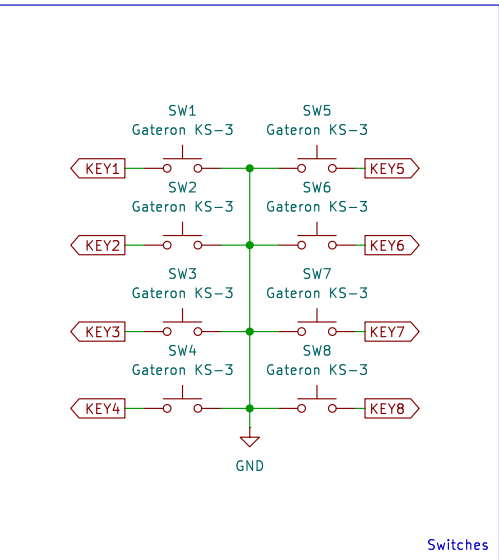 SW1 SW5
Gateron KS-3 Gateron KS-3
KEY1 KEY5
SW2 SW6
Gateron KS-3 Gateron KS-3
KEY2 KEY6
SW3 SW7
Gateron KS-3 Gateron KS-3
KEY3 KEY7
SW4 SW8
Gateron KS-3 Gateron KS-3
KEY4 KEY8
GND
Switches